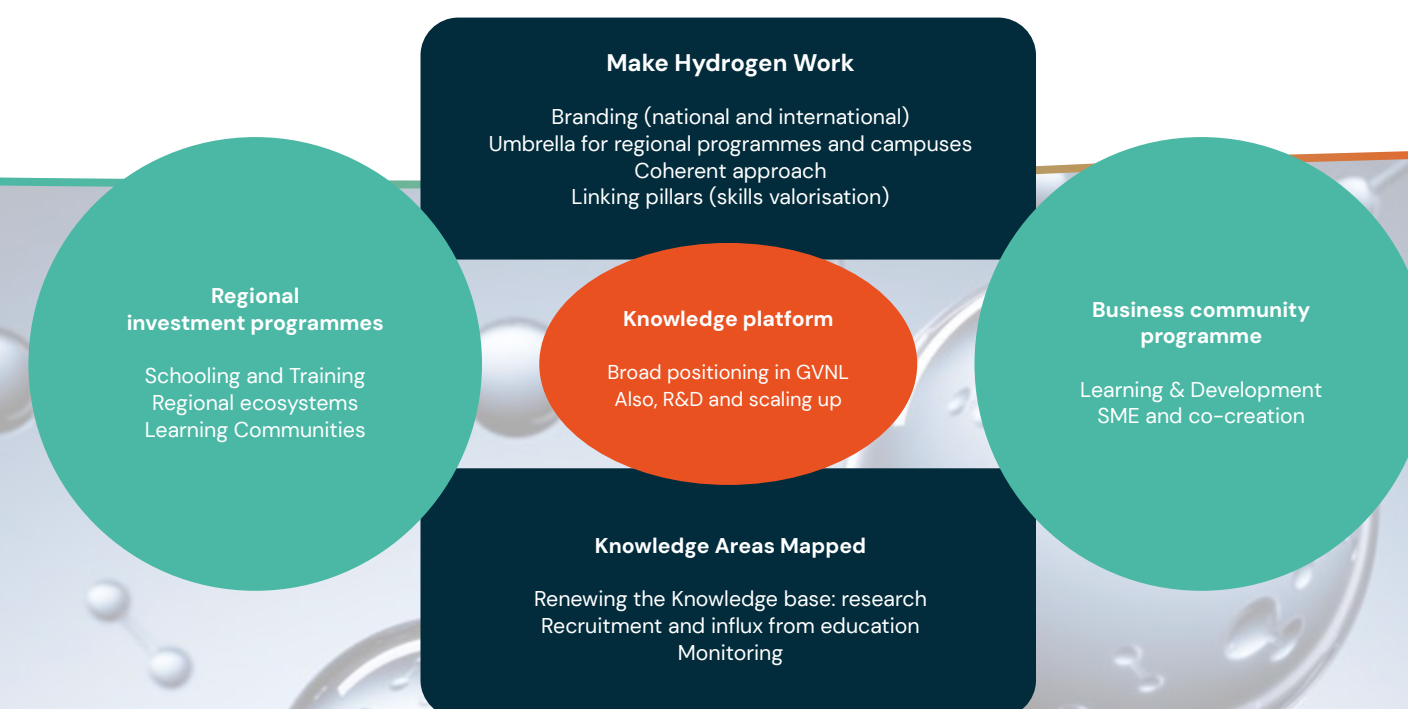 Make Hydrogen Work
Branding (national and international)
Umbrella for regional programmes and campuses
Coherent approach
Linking pillars (skills valorisation)
Regional
investment programmes
Schooling and Training
Regional ecosystems
Learning Communities
Knowledge platform
Broad positioning in GVNL
Also, R&D and scaling up
Business community
programme
Learning & Development
SME and co-creation
Knowledge Areas Mapped
Renewing the Knowledge base: research
Recruitment and influx from education
Monitoring